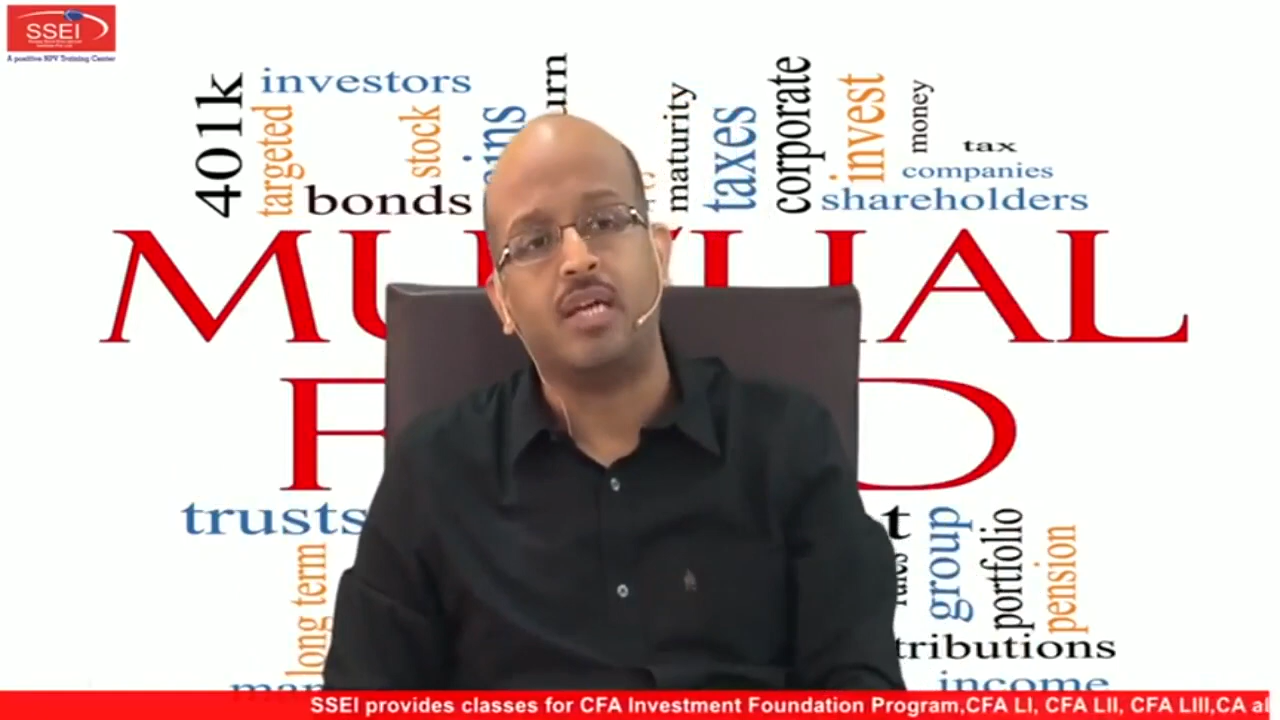 SSEI
A positive NPV Training Center
401k
investors
targeted
stock
bonds
maturity
taxes
corporate
invest
money
tax
companies
shareholders
trusts
long term
group
portfolio
pension
income
SSEI provides classes for CFA Investment Foundation Program,CFA LI, CFA LII, CFA LIII,CA